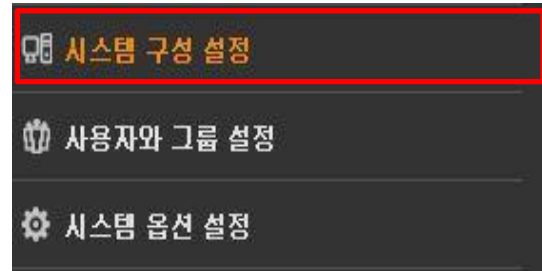 시스템 구성 설정
사용자와 그룹 설정
시스템 옵션 설정